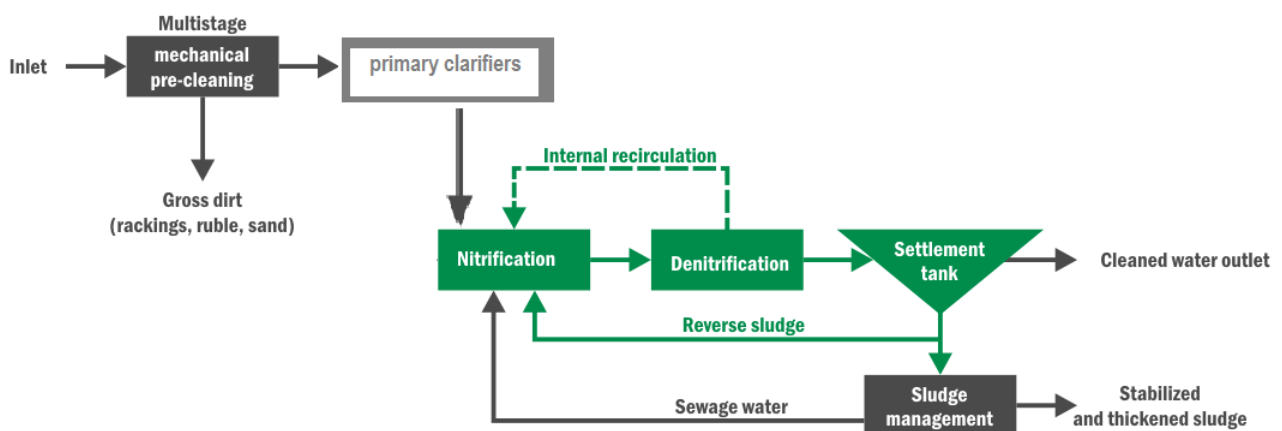 Multistage
mechanical
pre-cleaning
Inlet
primary clarifiers
Gross dirt
(rackings, ruble, sand)
Internal recirculation
Nitrification
Denitrification
Settlement
tank
Cleaned water outlet
Reverse sludge
Sewage water
Sludge
management
Stabilized
and thickened sludge